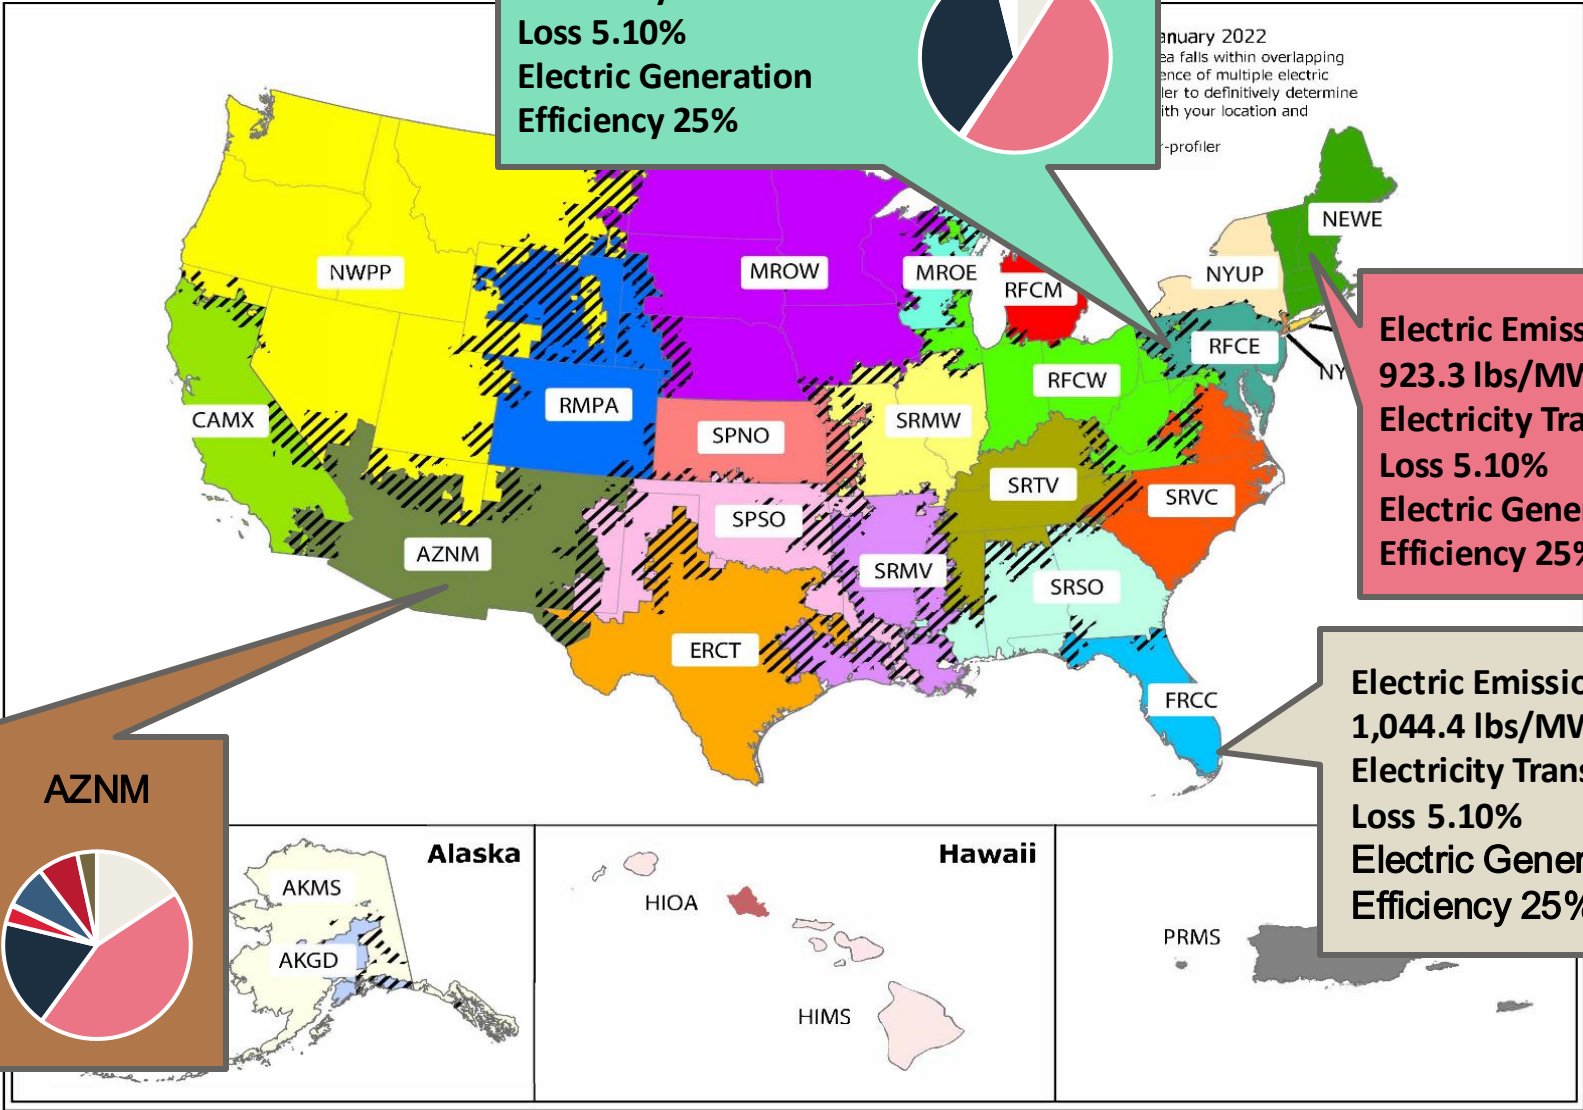 Loss 5.10%
Electric Generation
Efficiency 25%
anuary 2022
ea falls within overlapping
ence of multiple electric
ler to definitively determine
ith your location and
-profiler
NEWE
NWPP
MROW
MROE
RFCM
NYUP
RFCE
NY
RFCW
CAMX
RMPA
SPNO
SRMW
SRTV
SRVC
SPSO
AZNM
SRMV
SRSO
ERCT
FRCC
Electric Emiss
923.3 lbs/MW
Electricity Tra
Loss 5.10%
Electric Gene
Efficiency 25%
Electric Emissio
1,044.4 lbs/MW
Electricity Trans
Loss 5.10%
Electric Gener
Efficiency 25%
AZNM
Alaska
AKMS
AKGD
Hawaii
HIOA
HIMS
PRMS